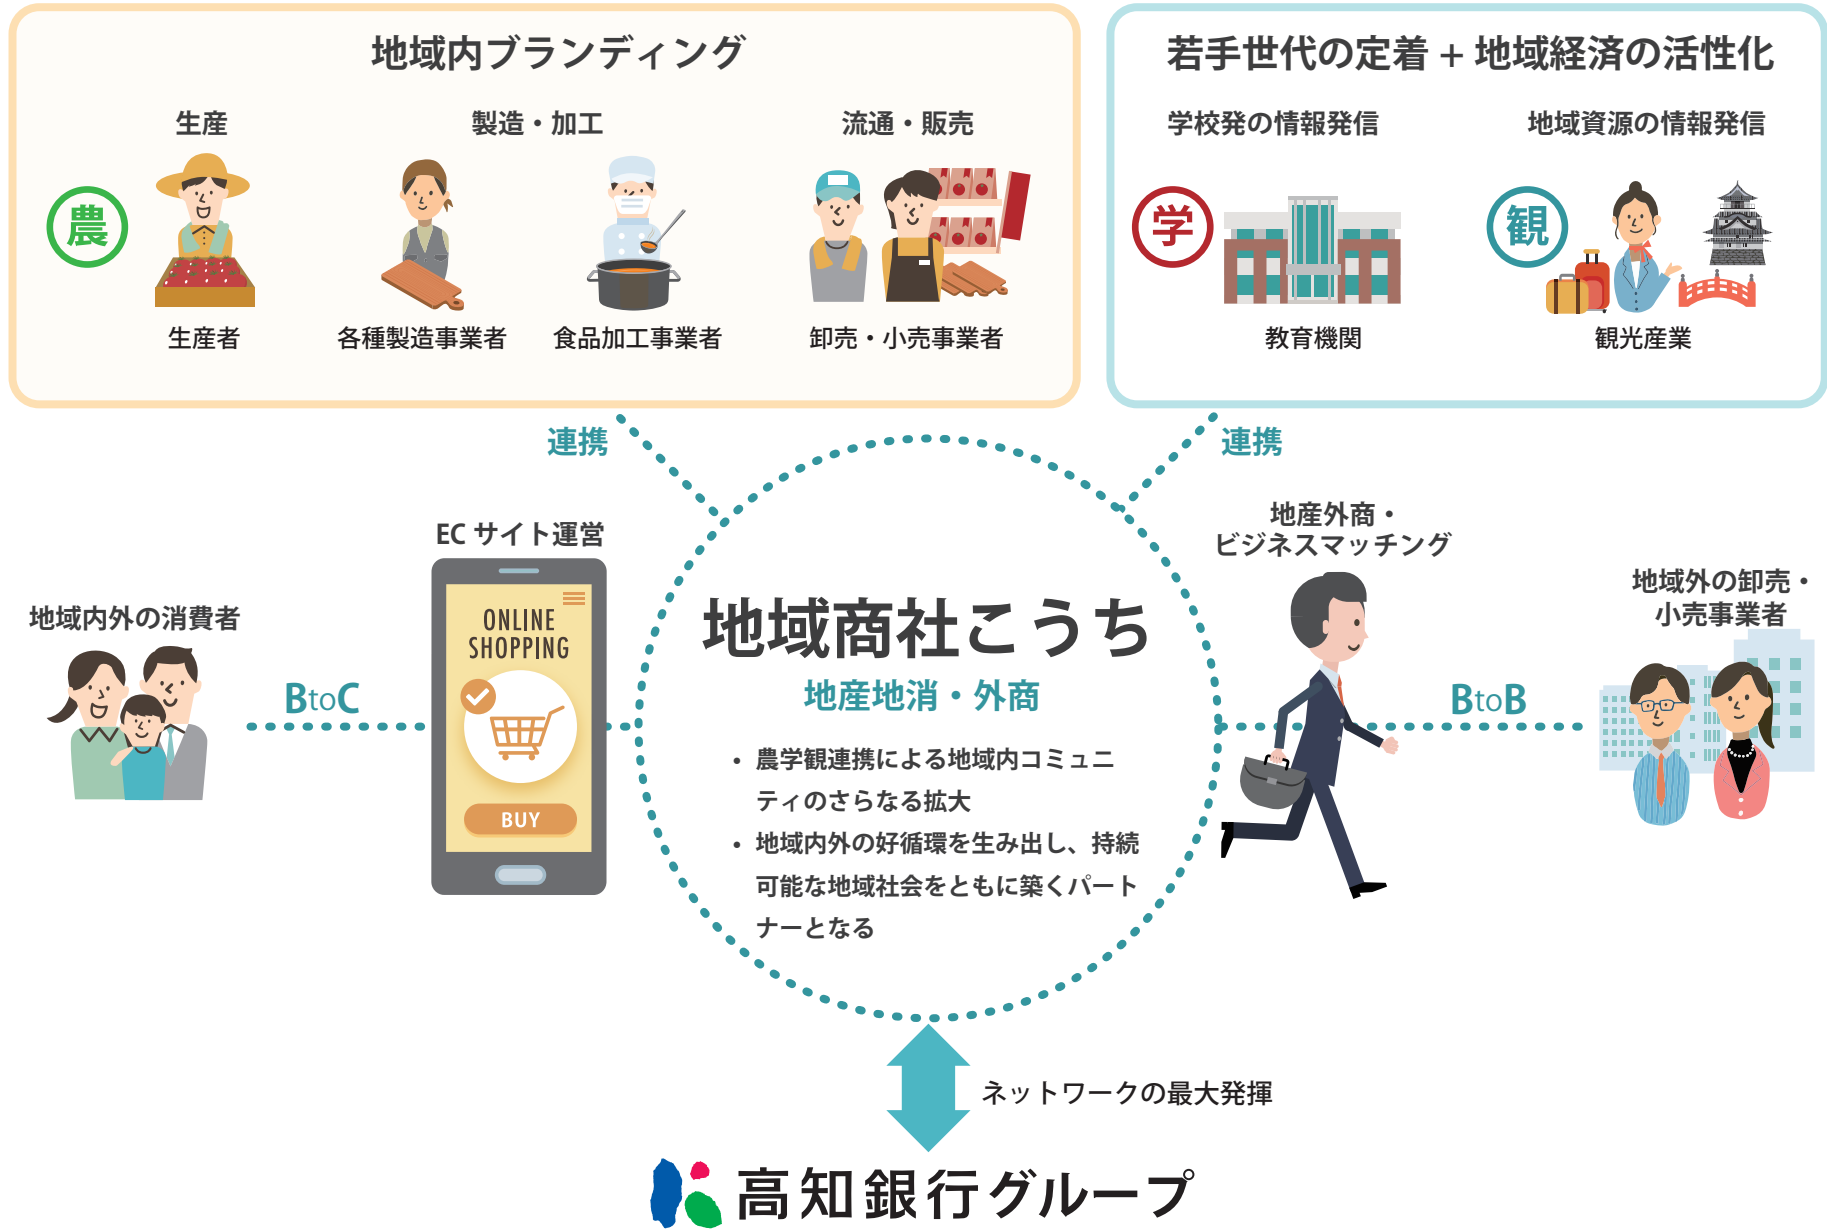 地域内ブランディング
生産
製造・加工
流通・販売
農
生産者
各種製造事業者
食品加工事業者
卸売・小売事業者
若手世代の定着 + 地域経済の活性化
学校発の情報発信
地域資源の情報発信
学
観
教育機関
観光産業
連携
連携
地域内外の消費者
BtoC
EC サイト運営
ONLINE
SHOPPING
BUY
地域商社こうち
地産地消・外商
• 農学観連携による地域内コミュニ
ティのさらなる拡大
• 地域内外の好循環を生み出し、持続
可能な地域社会をともに築くパート
ナーとなる
地産外商・
ビジネスマッチング
BtoB
地域外の卸売・
小売事業者
ネットワークの最大発揮
高知銀行グループ